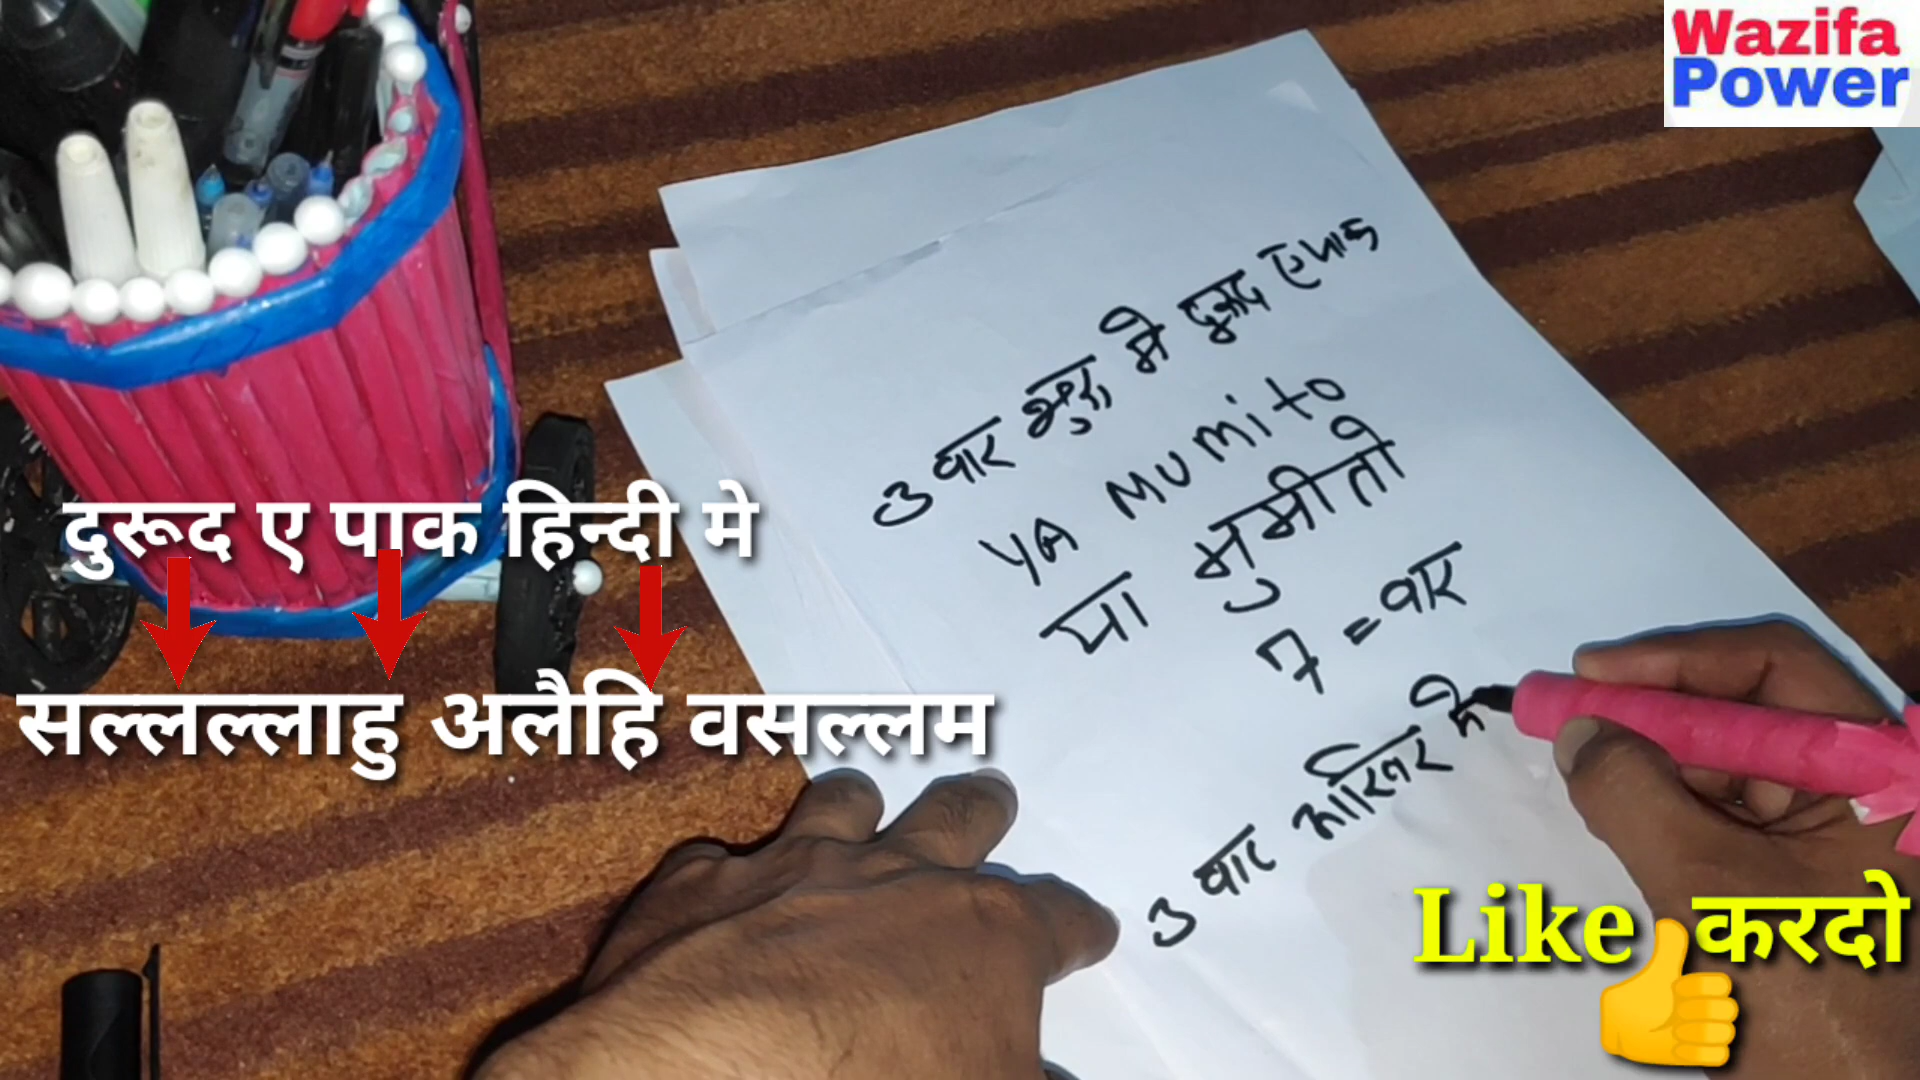 Wazifa
Power
3 बार शुरू मे दुरूद ए पाक
YA MUMITO
या मुमीतो
7 = बार
3 बार आखिर मे
दुरूद ए पाक हिन्दी मे
सल्लल्लाहु अलैहि वसल्लम
Like करदो